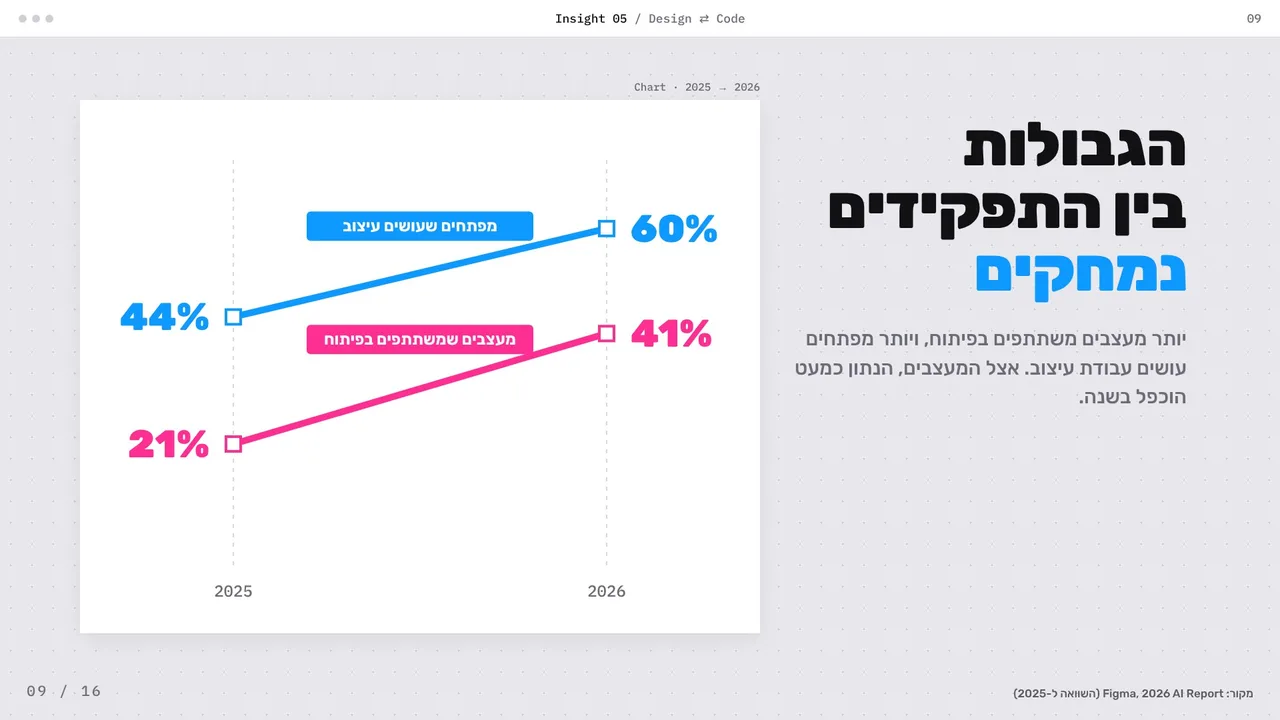 Insight 05 / Design ⇄ Code
09
הגבולות
בין התפקידים
נמחקים
יותר מעצבים משתתפים בפיתוח, ויותר מפתחים
עושים עבודת עיצוב. אצל המעצבים, הנתון כמעט
הוכפל בשנה.
Chart · 2025 → 2026
מפתחים שעושים עיצוב
60%
44%
מעצבים שמשתתפים בפיתוח
41%
21%
2025
2026
09 / 16
מקור: Figma, 2026 AI Report (השוואה ל-2025)